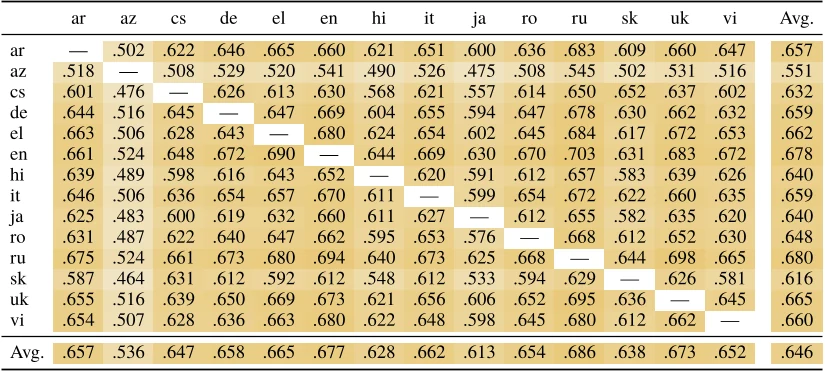 ar az cs de el en hi it ja ro ru sk uk vi Avg.
ar — .502 .622 .646 .665 .660 .621 .651 .600 .636 .683 .609 .660 .647 .657
az .518 — .508 .529 .520 .541 .490 .526 .475 .508 .545 .502 .531 .516 .551
cs .601 .476 — .626 .613 .630 .568 .621 .557 .614 .650 .652 .637 .602 .632
de .644 .516 .645 — .647 .669 .604 .655 .594 .647 .678 .630 .662 .632 .659
el .663 .506 .628 .643 — .680 .624 .654 .602 .645 .684 .617 .672 .653 .662
en .661 .524 .648 .672 .690 — .644 .669 .630 .670 .703 .631 .683 .672 .678
hi .639 .489 .598 .616 .643 .652 — .620 .591 .612 .657 .583 .639 .626 .640
it .646 .506 .636 .654 .657 .670 .611 — .599 .654 .672 .622 .660 .635 .659
ja .625 .483 .600 .619 .632 .660 .611 .627 — .612 .655 .582 .635 .620 .640
ro .631 .487 .622 .640 .647 .662 .595 .653 .576 — .668 .612 .652 .630 .648
ru .675 .524 .661 .673 .680 .694 .640 .673 .625 .668 — .644 .698 .665 .680
sk .587 .464 .631 .612 .592 .612 .548 .612 .533 .594 .629 — .626 .581 .616
uk .655 .516 .639 .650 .669 .673 .621 .656 .606 .652 .695 .636 — .645 .665
vi .654 .507 .628 .636 .663 .680 .622 .648 .598 .645 .680 .612 .662 — .660
Avg. .657 .536 .647 .658 .665 .677 .628 .662 .613 .654 .686 .638 .673 .652 .646